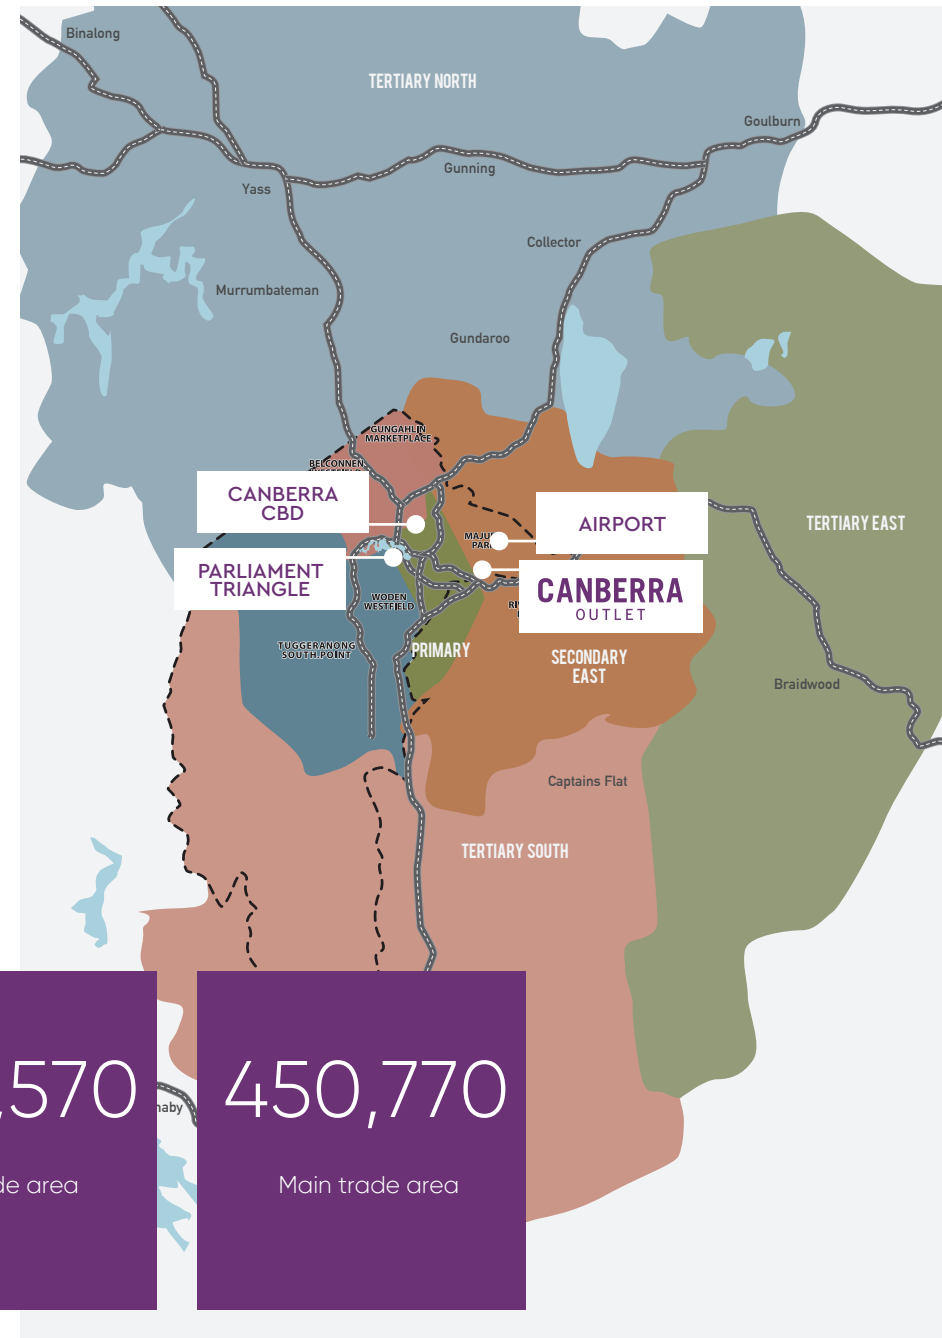 Binalong
TERTIARY NORTH
Goulburn
Gunning
Yass
Collector
Murrumbateman
Gundaroo
GUNGAHLIN
MARKETPLACE
BELCONNEN
CANBERRA
CBD
AIRPORT
TERTIARY EAST
PARLIAMENT
TRIANGLE
CANBERRA
OUTLET
WODEN
WESTFIELD
TUGGERANONG
SOUTH.POINT
PRIMARY
SECONDARY
EAST
Braidwood
Captains Flat
TERTIARY SOUTH
,570
area
450,770
Main trade area